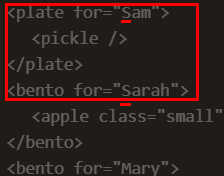 <plate for="Sam">
<pickle />
</plate>
<bento for="Sarah">
<apple class="small"
</bento>
<bento for="Mary">